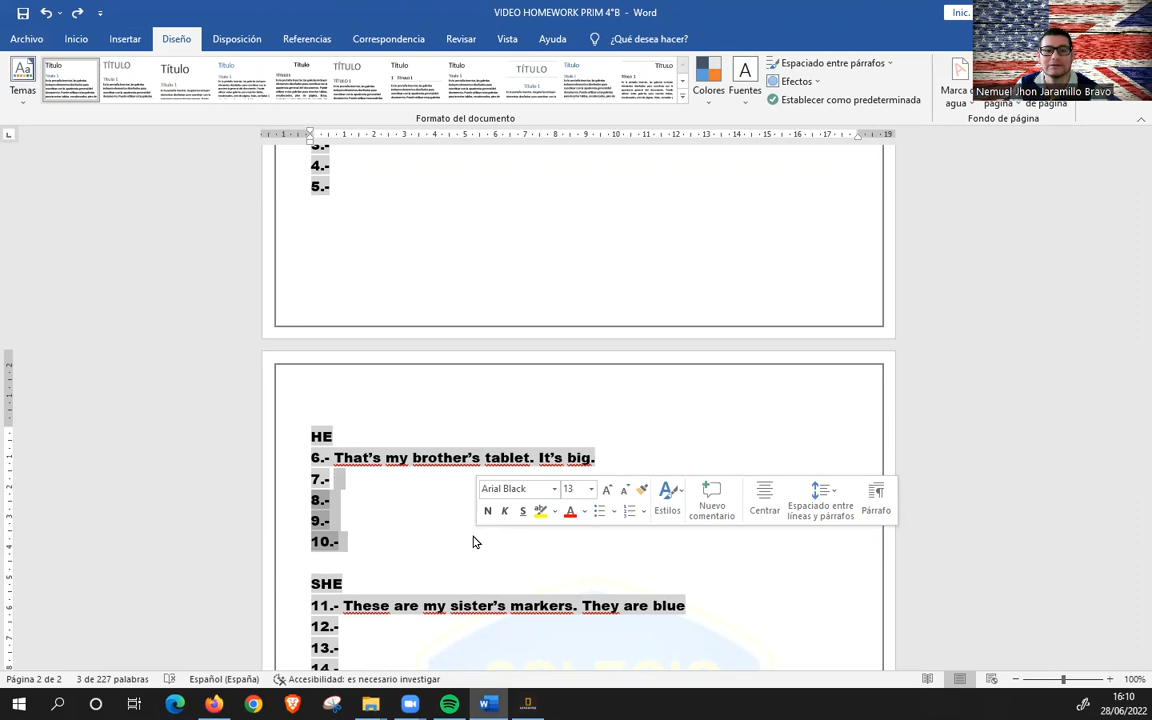 VIDEO HOMEWORK PRIM 4°B - Word
Inic.
Archivo Inicio Insertar Diseño Disposición Referencias Correspondencia Revisar Vista Ayuda ¿Qué desea hacer?
Nemuel Jhon Jaramillo Bravo
Temas
Título
TÍTULO
Título
Título
Título
TÍTULO
Título
Título
TÍTULO
Título
TÍTULO
Colores
Fuentes
Espaciado entre párrafos
Efectos
Establecer como predeterminada
Marca de agua
página
de página
Formato del documento
Fondo de página
3.-
4.-
5.-
HE
6.- That's my brother's tablet. It's big.
7.-
8.-
9.-
10.-
Arial Black 13
N K S
Estilos
Nuevo comentario
Centrar
Espaciado entre líneas y párrafos
Párrafo
SHE
11.- These are my sister's markers. They are blue
12.-
13.-
14.-
COLEGIO
Página 2 de 2 3 de 227 palabras Español (España) Accesibilidad: es necesario investigar 100%
16:10
28/06/2022